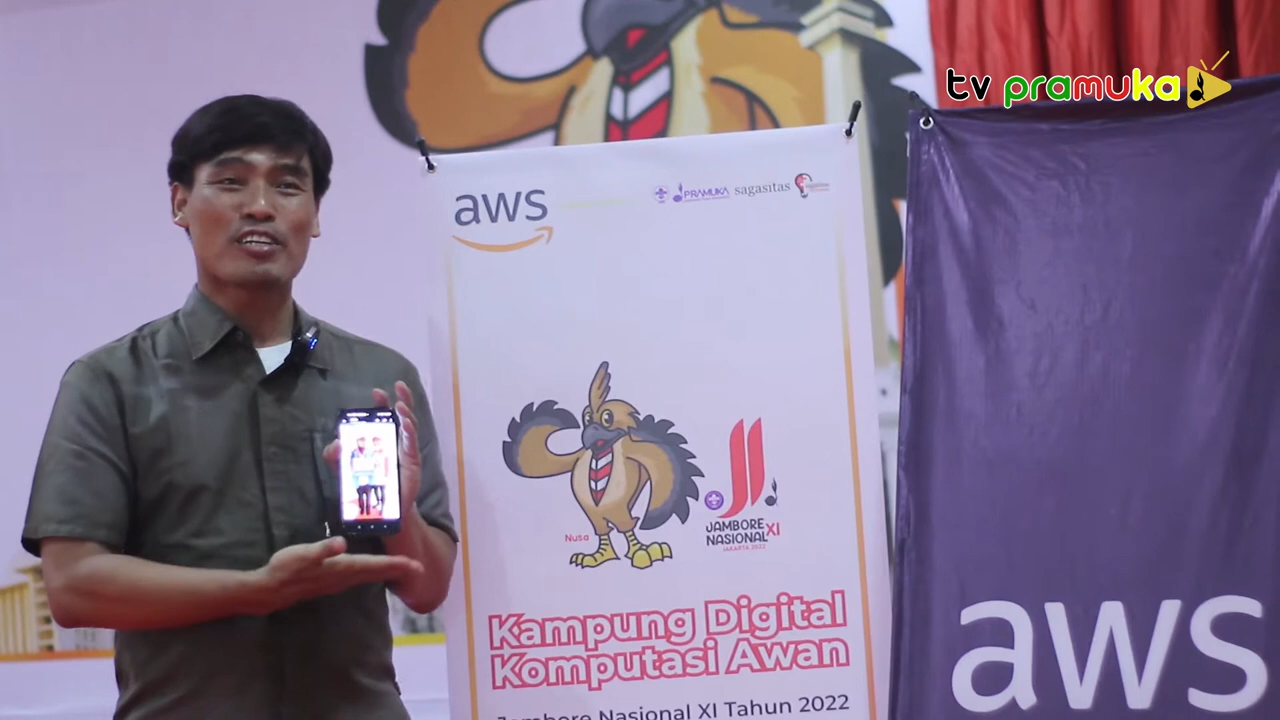 tv pramuka
aws
PRAMUKA sagasitas
Nusa
JAMBORE
NASIONAL XI
JAKARTA 2022
Kampung Digital
Komputasi Awan
Jambore Nasional XI Tahun 2022
aws